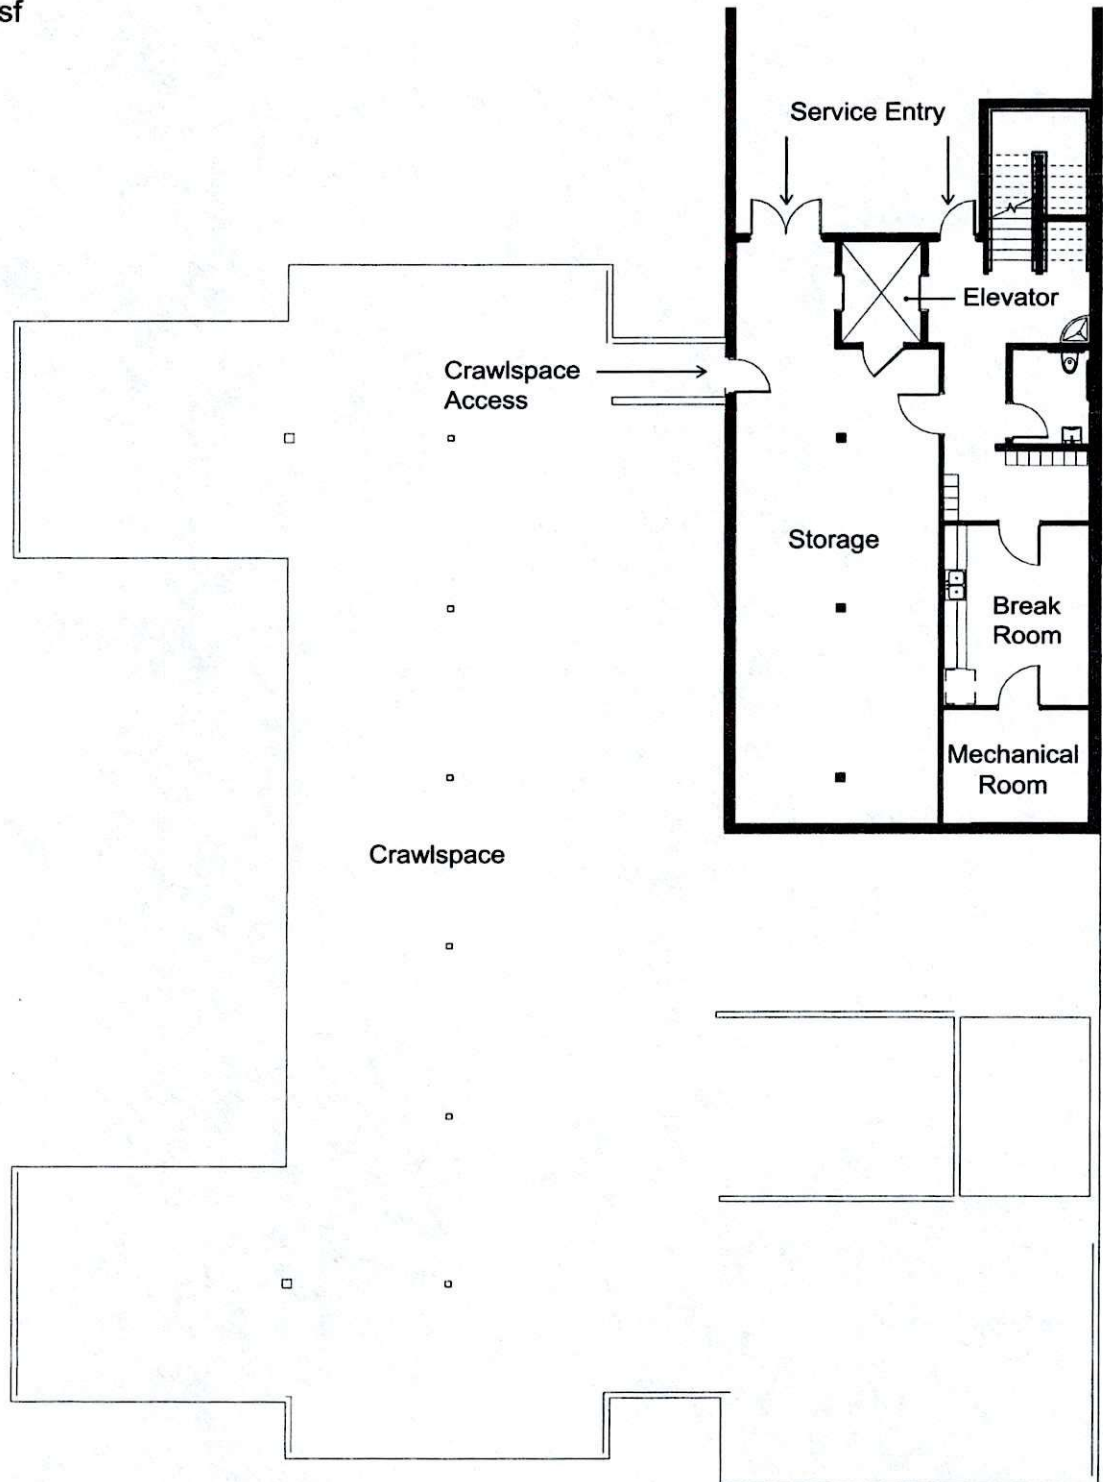 sf
Service Entry
Elevator
Crawlspace
Access
Storage
Break
Room
Mechanical
Room
Crawlspace